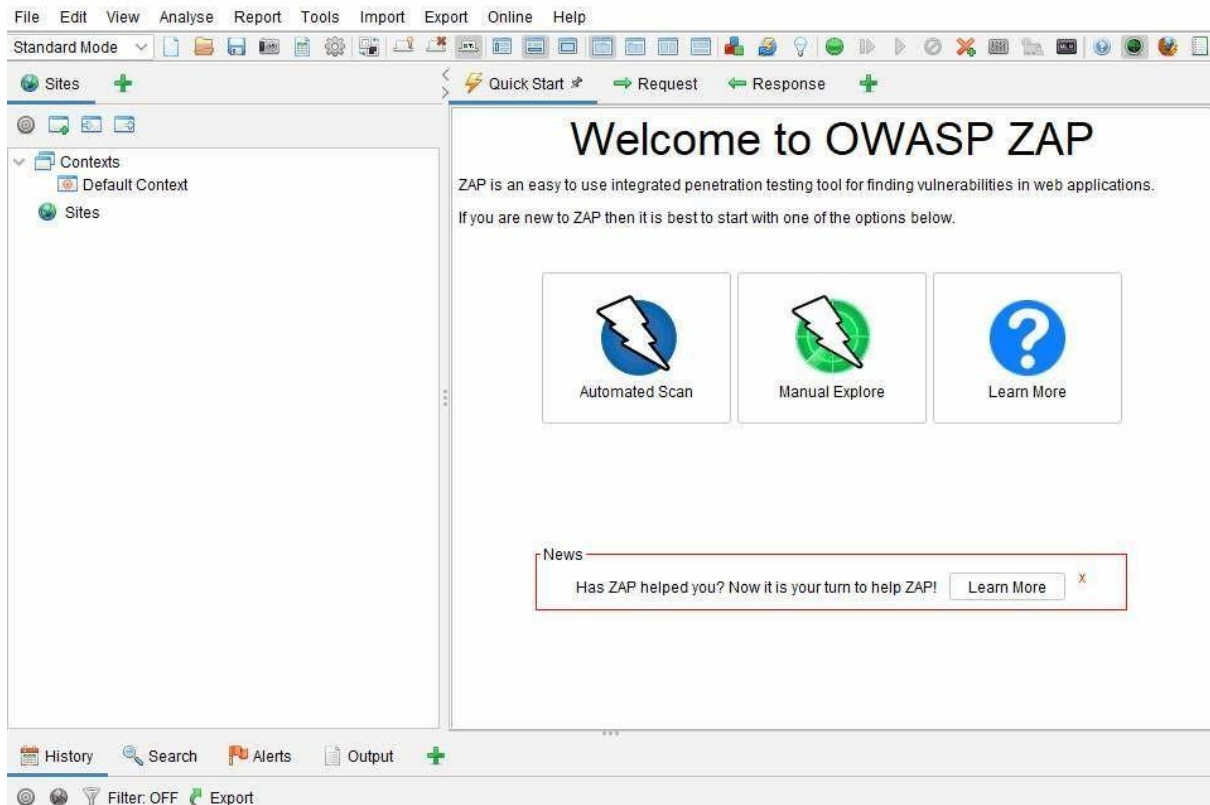 File Edit View Analyse Report Tools Import Export Online Help
Standard Mode
Sites
Quick Start
Request
Response
Contexts
Default Context
Sites
Welcome to OWASP ZAP
ZAP is an easy to use integrated penetration testing tool for finding vulnerabilities in web applications.
If you are new to ZAP then it is best to start with one of the options below.
Automated Scan
Manual Explore
Learn More
News
Has ZAP helped you? Now it is your turn to help ZAP! Learn More X
History Search Alerts Output
Filter: OFF Export